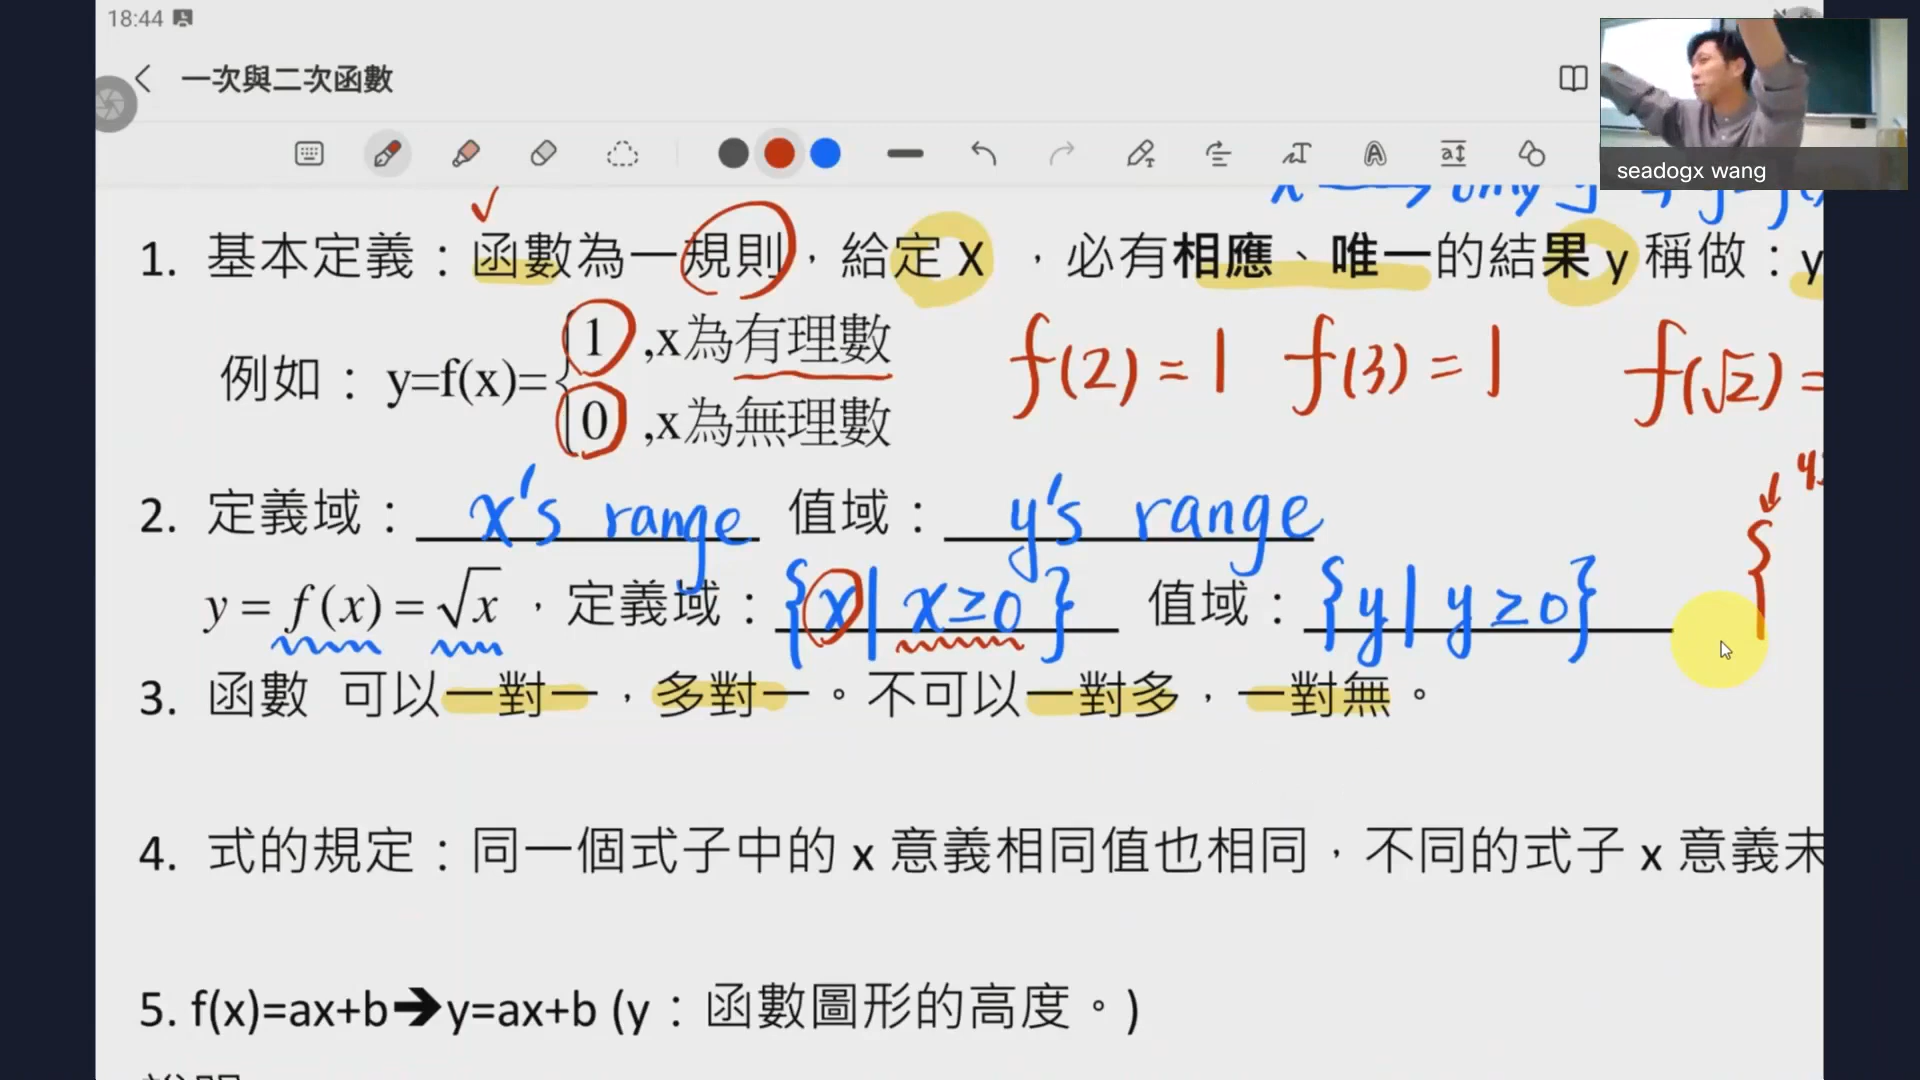 18:44
一次與二次函數
seadogx wang
x → only y
1. 基本定義：函數為一規則，給定 X ，必有相應、唯一的結果 y 稱做：y
例如：y=f(x)={1 ,x為有理數
0 ,x為無理數
f(2)=1 f(3)=1 f(√2)=
2. 定義域：x's range 值域：y's range
y = f(x) = √x ，定義域：{x| x≥0} 值域：{y| y≥0}
3. 函數 可以一對一，多對一。不可以一對多，一對無。
4. 式的規定：同一個式子中的 x 意義相同值也相同，不同的式子 x 意義未
5. f(x)=ax+b➔y=ax+b (y：函數圖形的高度。)